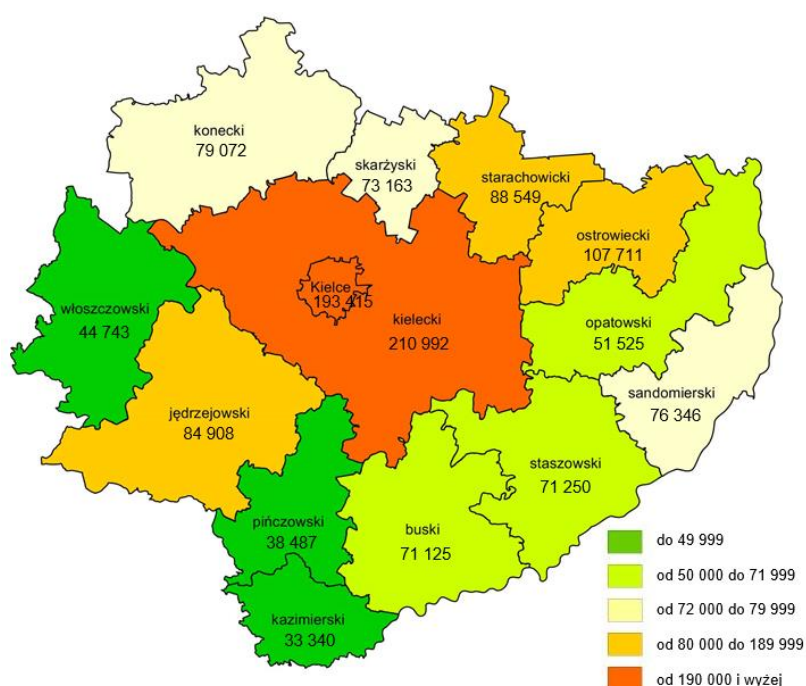 konecki
79 072
skarżyski
73 163
starachowicki
88 549
ostrowiecki
107 711
Kielce
193 415
włoszczowski
44 743
kielecki
210 992
opatowski
51 525
sandomierski
76 346
jędrzejowski
84 908
staszowski
71 250
pińczowski
38 487
buski
71 125
kazimierski
33 340
do 49 999
od 50 000 do 71 999
od 72 000 do 79 999
od 80 000 do 189 999
od 190 000 i wyżej